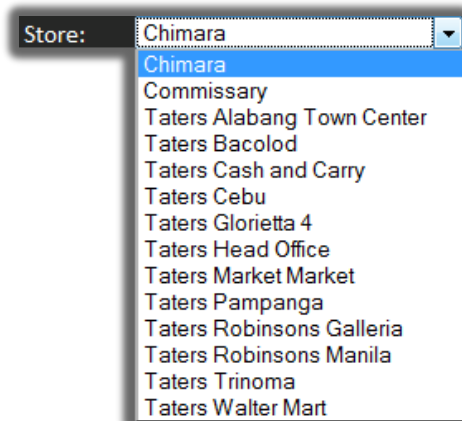 Store: Chimara
Chimara
Commissary
Taters Alabang Town Center
Taters Bacolod
Taters Cash and Carry
Taters Cebu
Taters Glorietta 4
Taters Head Office
Taters Market Market
Taters Pampanga
Taters Robinsons Galleria
Taters Robinsons Manila
Taters Trinoma
Taters Walter Mart